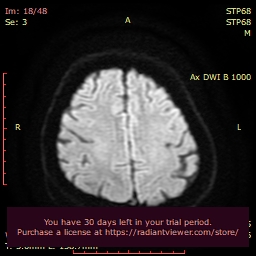 Im: 18/48
Se: 3
A
STP68
STP68
M
Ax DWI B 1000
R
L
You have 30 days left in your trial period.
Purchase a license at https://radiantviewer.com/store/